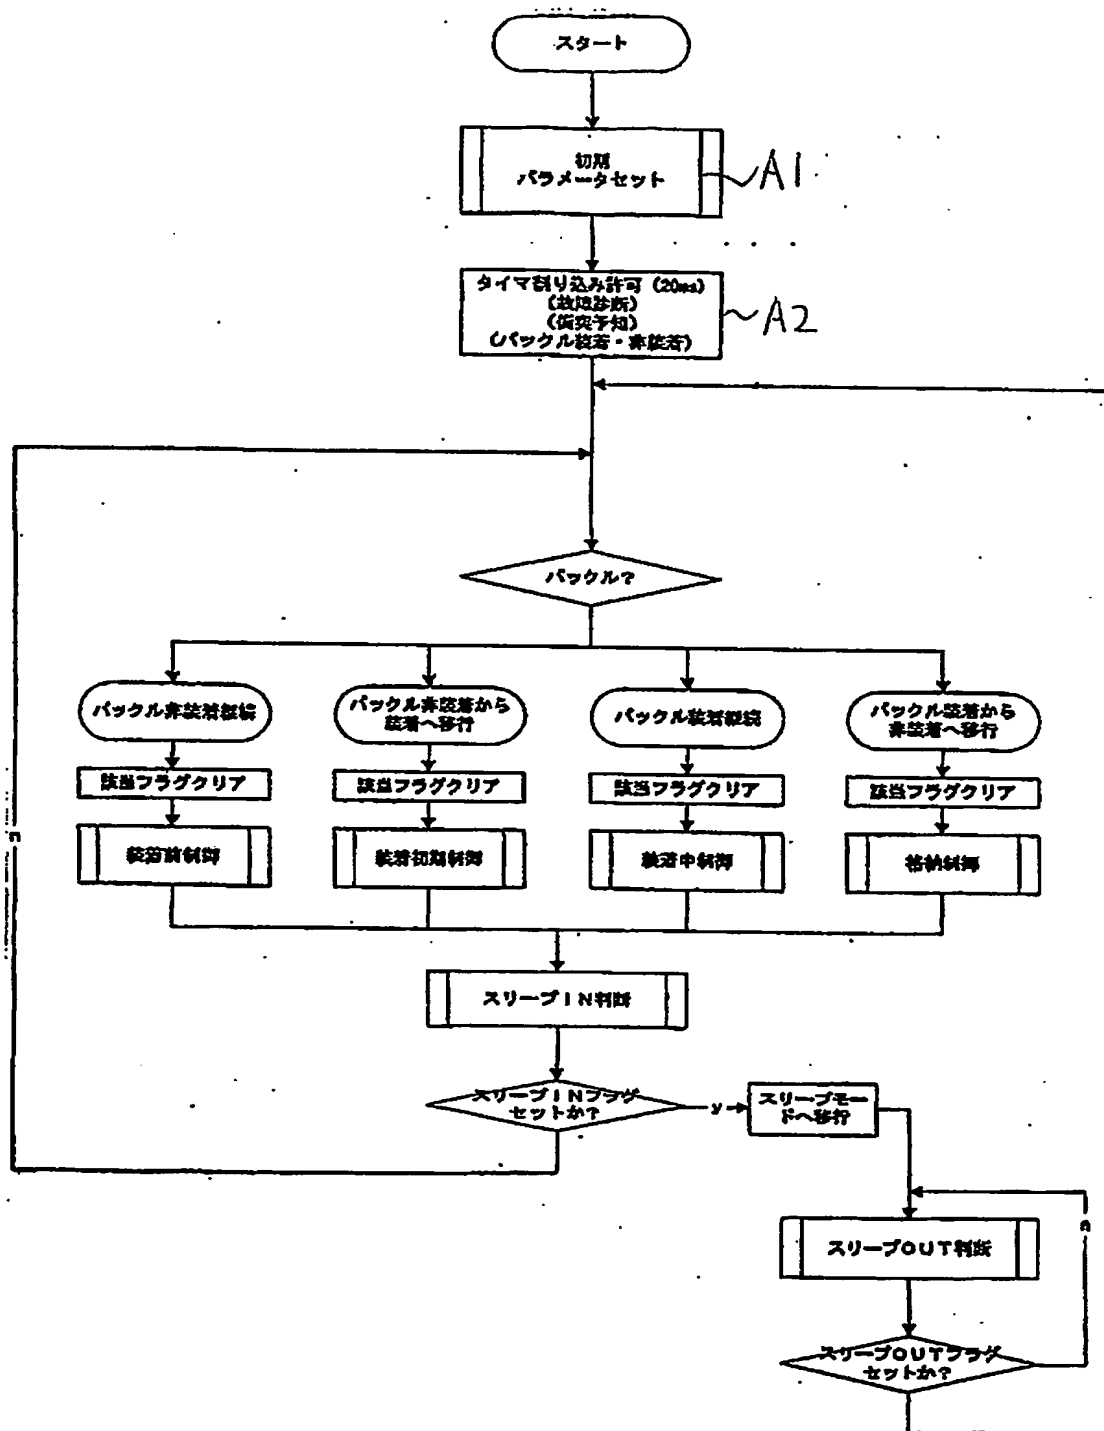 スタート
初期
パラメータセット
A1
タイマ割り込み許可 (20ms)
(故障診断)
(衝突予知)
(バックル装着・非装着)
A2
バックル?
バックル非装着継続
バックル非装着から
装着へ移行
バックル装着継続
バックル装着から
非装着へ移行
該当フラグクリア
該当フラグクリア
該当フラグクリア
該当フラグクリア
装着前制御
装着初期制御
装着中制御
格納制御
n
スリープIN判断
スリープINフラグ
セットか?
y
スリープモー
ドへ移行
n
スリープOUT判断
スリープOUTフラグ
セットか?